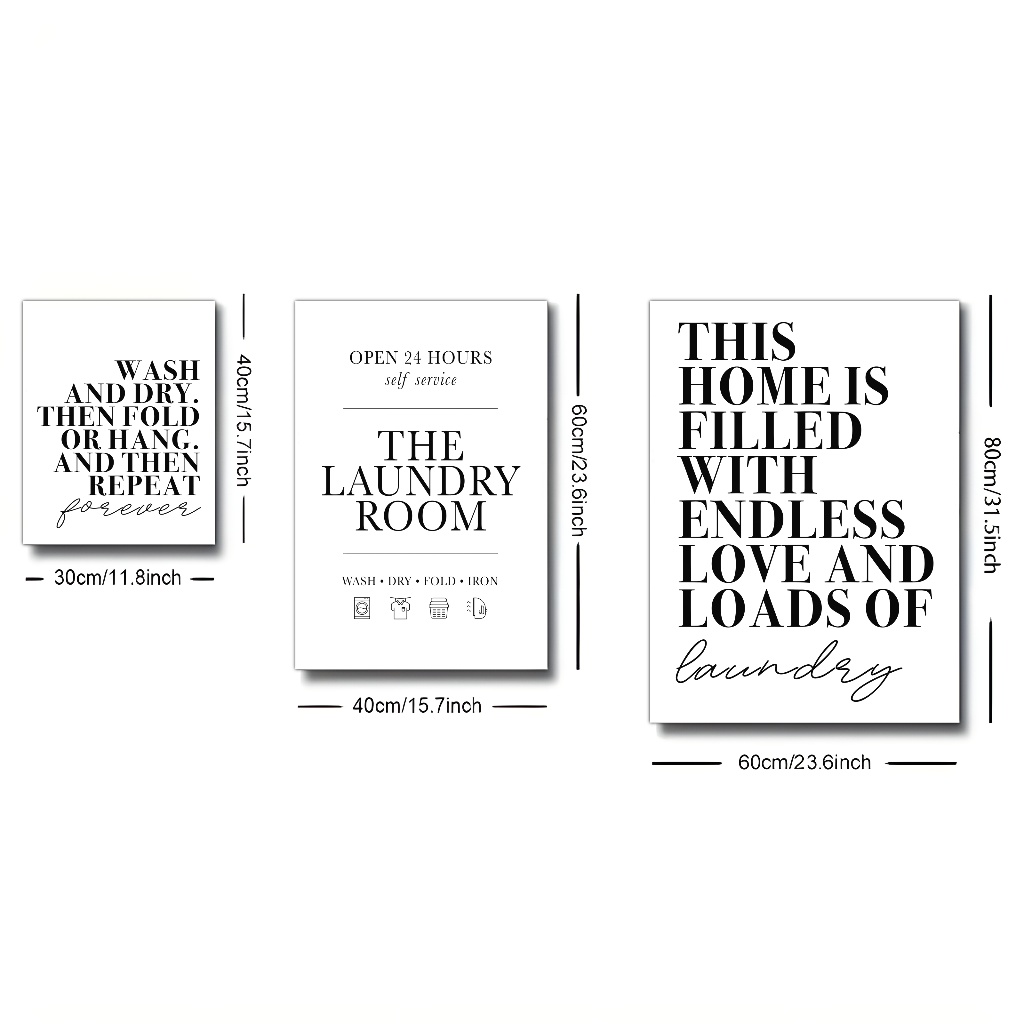 WASH
AND DRY.
THEN FOLD
OR HANG.
AND THEN
REPEAT
forever
40cm/15.7inch
30cm/11.8inch
OPEN 24 HOURS
self service
THE
LAUNDRY
ROOM
WASH • DRY • FOLD • IRON
60cm/23.6inch
40cm/15.7inch
THIS
HOME IS
FILLED
WITH
ENDLESS
LOVE AND
LOADS OF
laundry
80cm/31.5inch
60cm/23.6inch